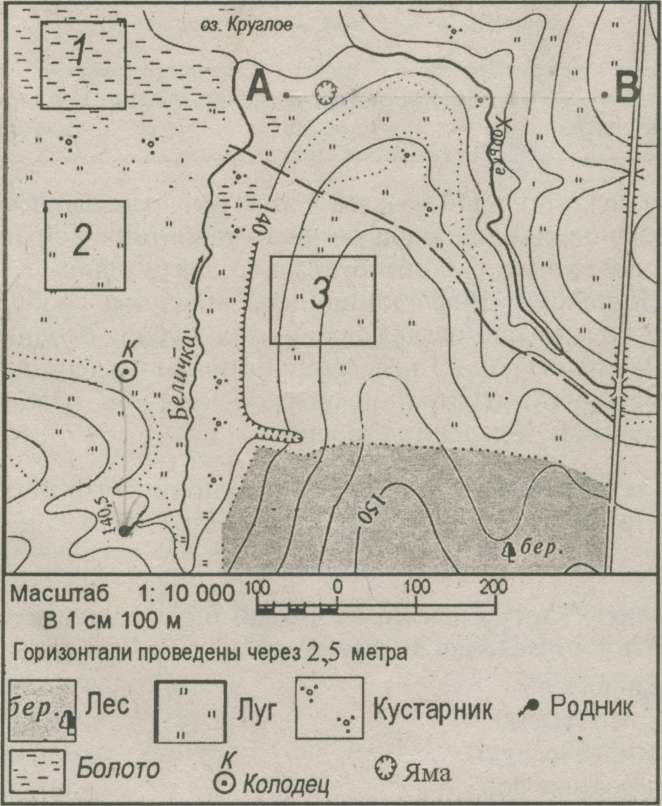 оз. Круглое
1
А
В
Хорька
2
140
3
К
Беличка
140,5
150
бер.
Масштаб 1: 10 000
В 1 см 100 м
100 0 100 200
Горизонтали проведены через 2,5 метра
бер. Лес
Луг
Кустарник
Родник
Болото
К
Колодец
Яма